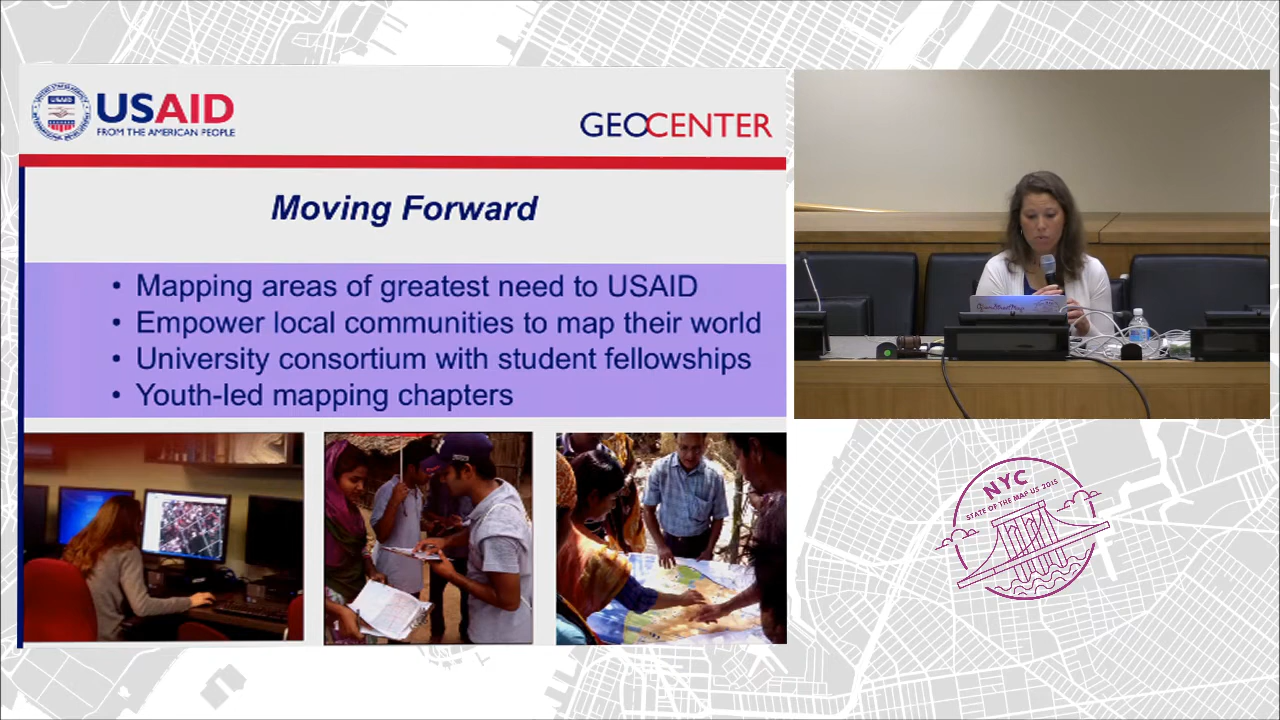 USAID
USAID
FROM THE AMERICAN PEOPLE
GEOCENTER
Moving Forward
• Mapping areas of greatest need to USAID
• Empower local communities to map their world
• University consortium with student fellowships
• Youth-led mapping chapters
OpenStreetMap
NYC
STATE OF THE MAP US 2015